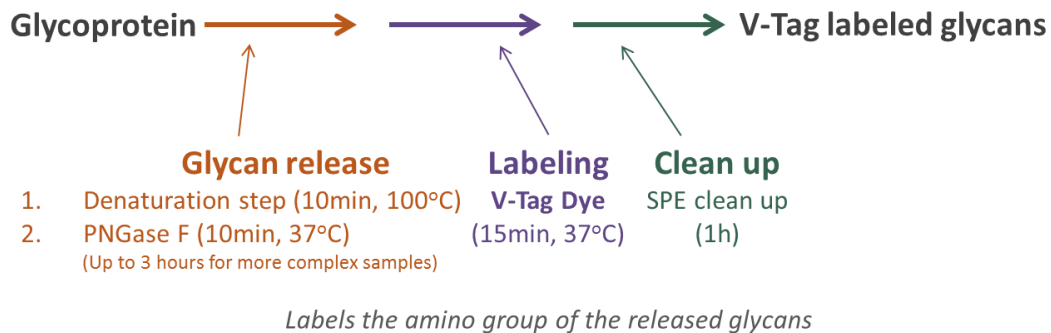 Glycoprotein V-Tag labeled glycans
Glycan release
1. Denaturation step (10min, 100°C)
2. PNGase F (10min, 37°C)
(Up to 3 hours for more complex samples)
Labeling
V-Tag Dye
(15min, 37°C)
Clean up
SPE clean up
(1h)
Labels the amino group of the released glycans